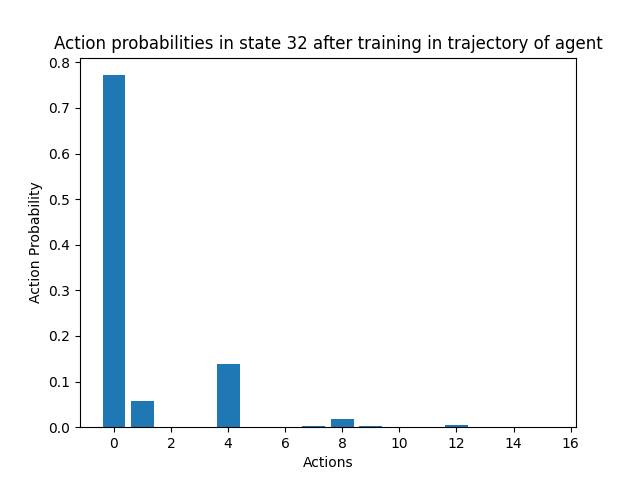 Action probabilities in state 32 after training in trajectory of agent
0.8
0.7
0.6
0.5
0.4
0.3
0.2
0.1
0.0
Action Probability
0 2 4 6 8 10 12 14 16
Actions